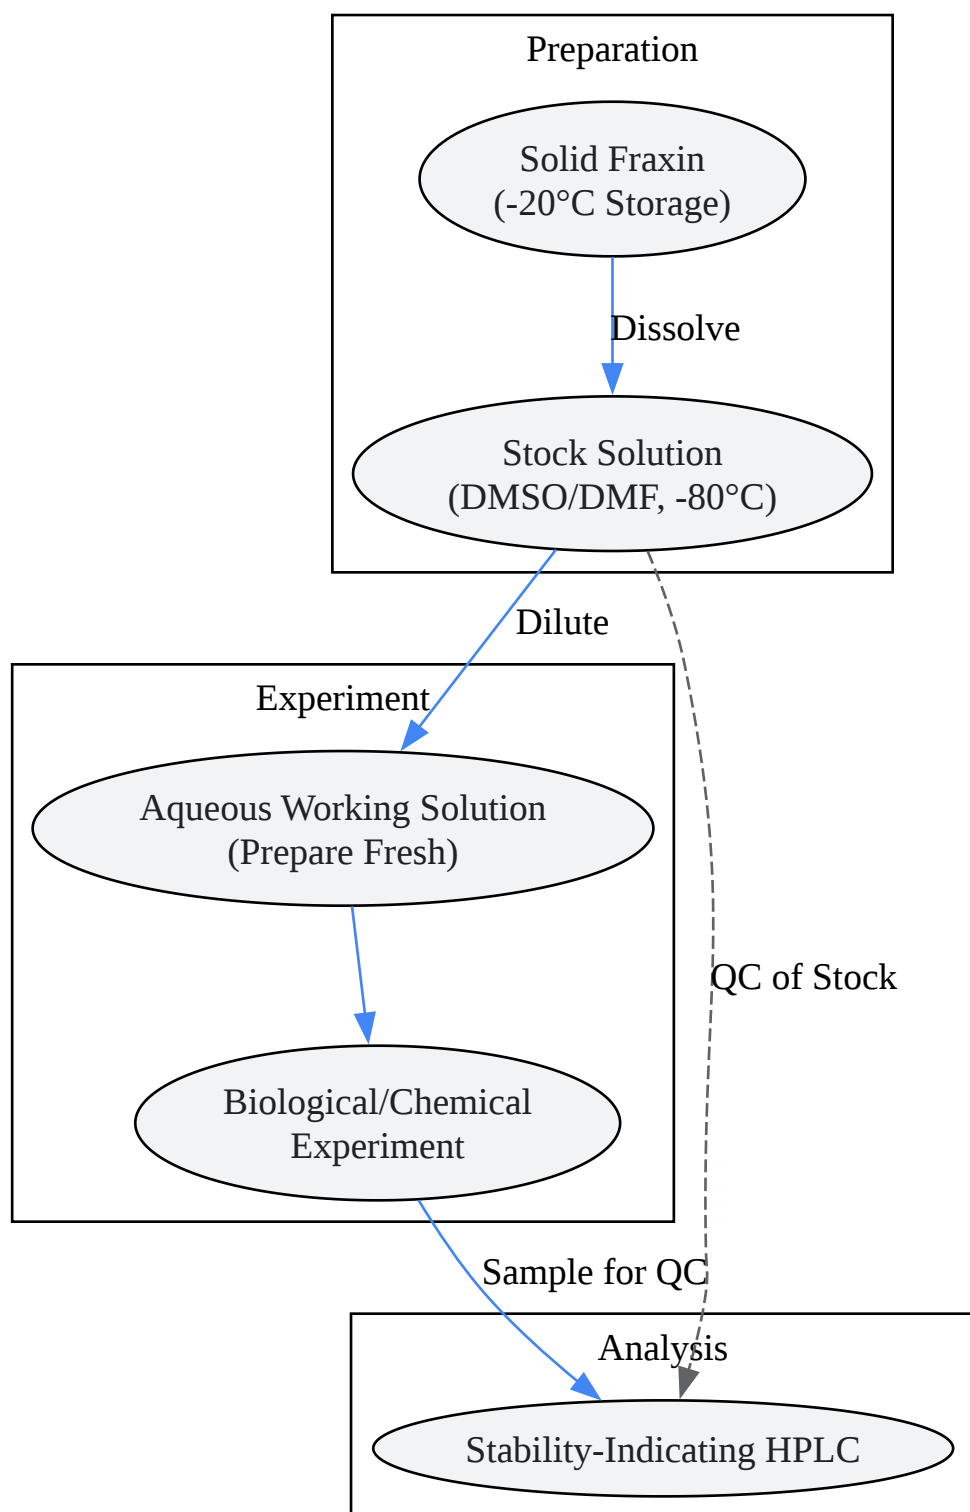 Preparation
Solid Fraxin
(-20°C Storage)
Dissolve
Stock Solution
(DMSO/DMF, -80°C)
Dilute
Experiment
Aqueous Working Solution
(Prepare Fresh)
QC of Stock
Biological/Chemical
Experiment
Sample for QC
Analysis
Stability-Indicating HPLC